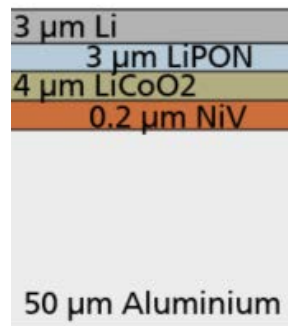 3 µm Li
3 µm LiPON
4 µm LiCoO2
0.2 µm NiV
50 µm Aluminium